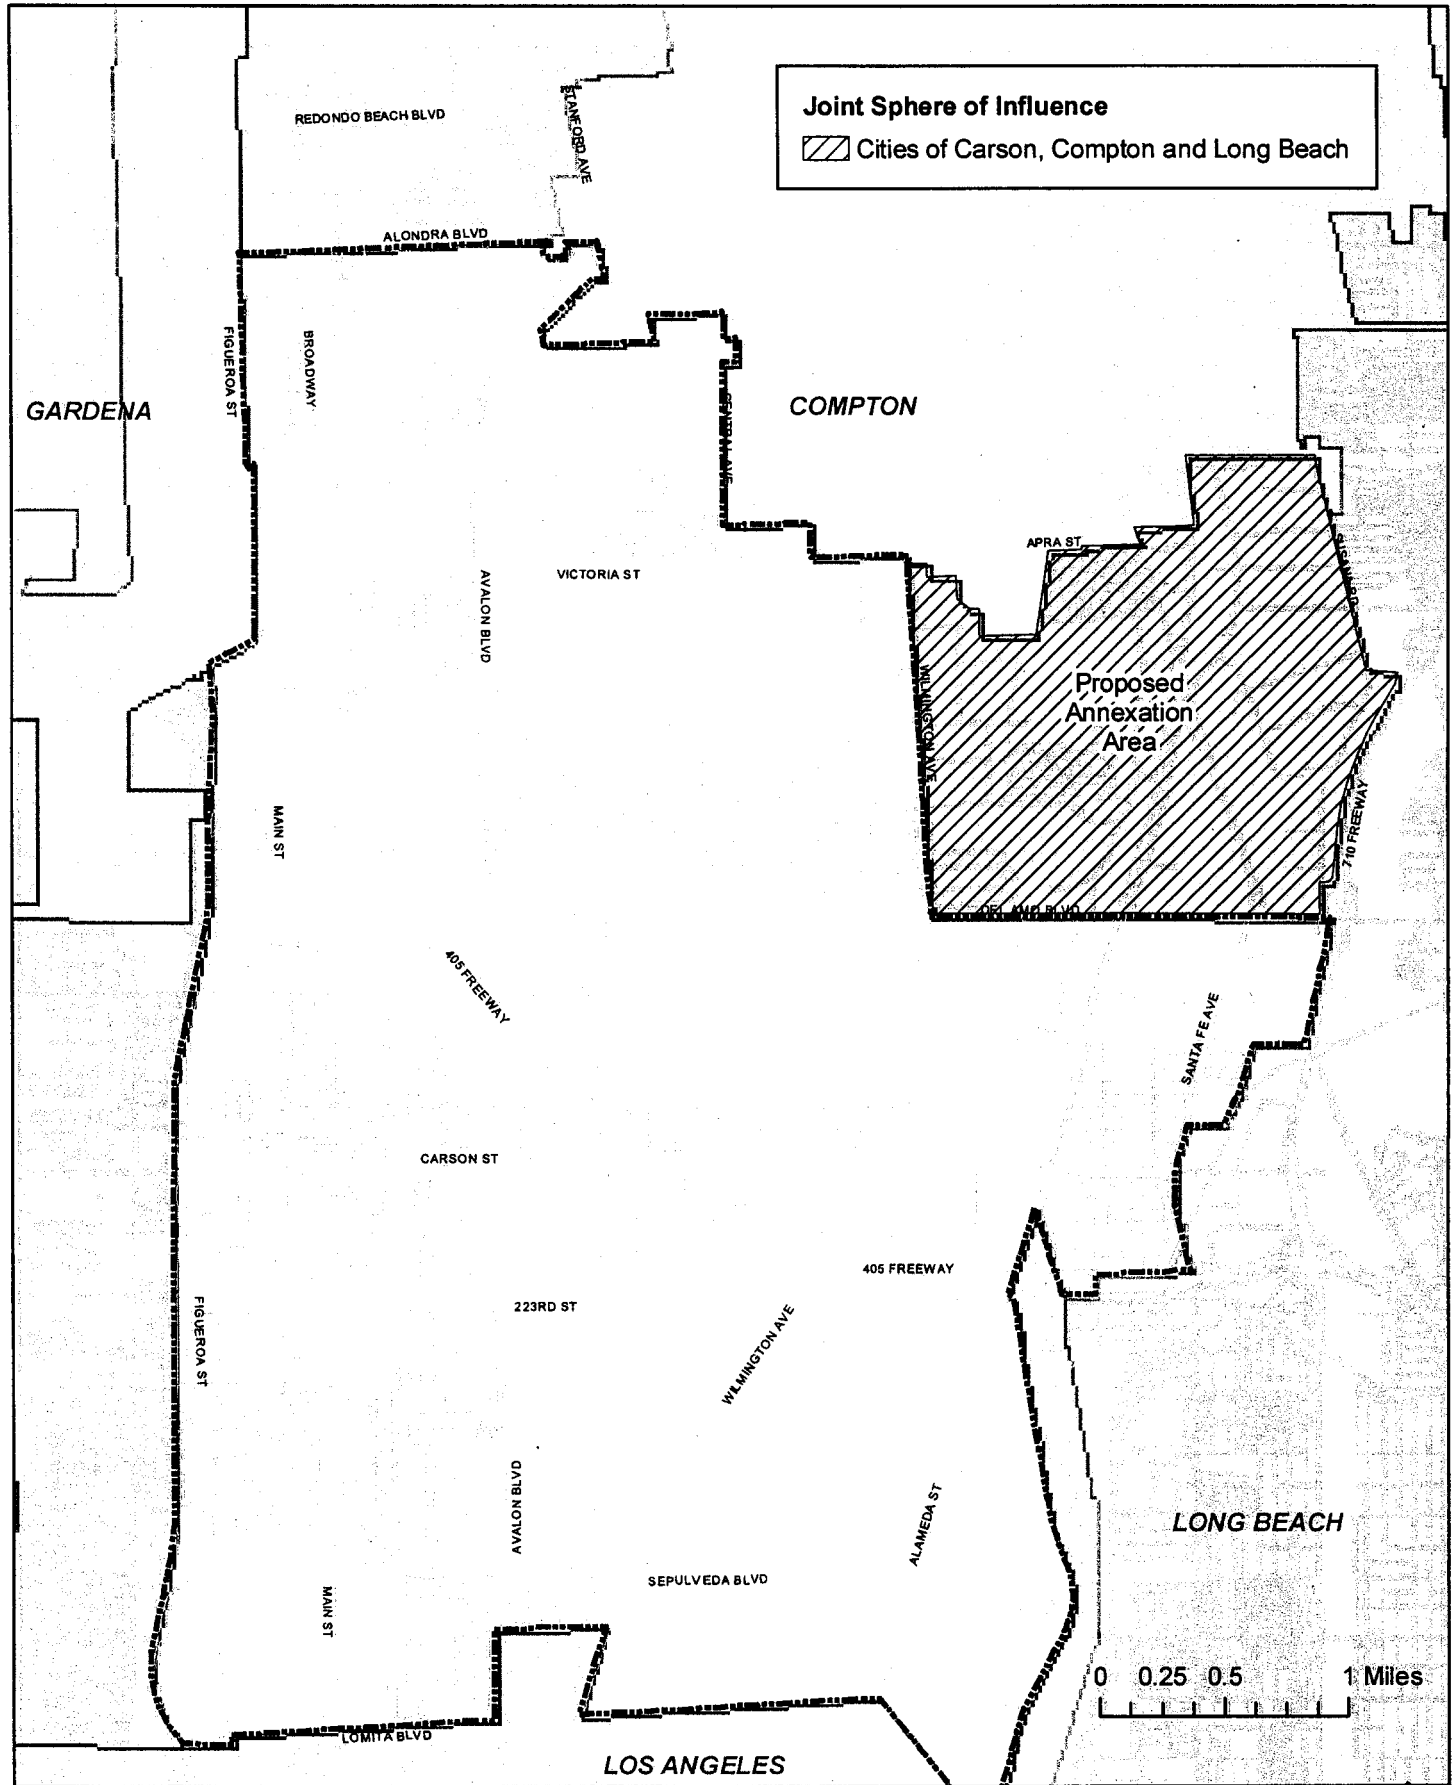 Joint Sphere of Influence
Cities of Carson, Compton and Long Beach
REDONDO BEACH BLVD
STANFORD AVE
ALONDRA BLVD
FIGUEROA ST
BROADWAY
GARDENA
COMPTON
CENTRAL AVE
APRA ST
VICTORIA ST
AVALON BLVD
WILMINGTON AVE
Proposed
Annexation
Area
710 FREEWAY
MAIN ST
DEL AMO BLVD
405 FREEWAY
SANTA FE AVE
CARSON ST
405 FREEWAY
223RD ST
FIGUEROA ST
WILMINGTON AVE
AVALON BLVD
ALAMEDA ST
LONG BEACH
SEPULVEDA BLVD
MAIN ST
0 0.25 0.5 1 Miles
LOMITA BLVD
LOS ANGELES